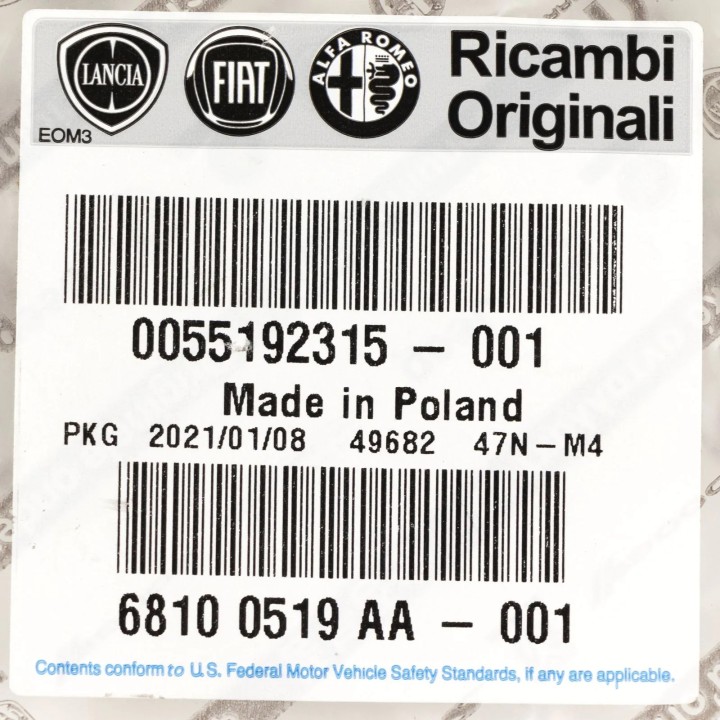 LANCIA
FIAT
ALFA ROMEO
Ricambi
Originali
EOM3
0055192315 - 001
Made in Poland
PKG 2021/01/08 49682 47N-M4
6810 0519 AA - 001
Contents conform to U.S. Federal Motor Vehicle Safety Standards, if any are applicable.